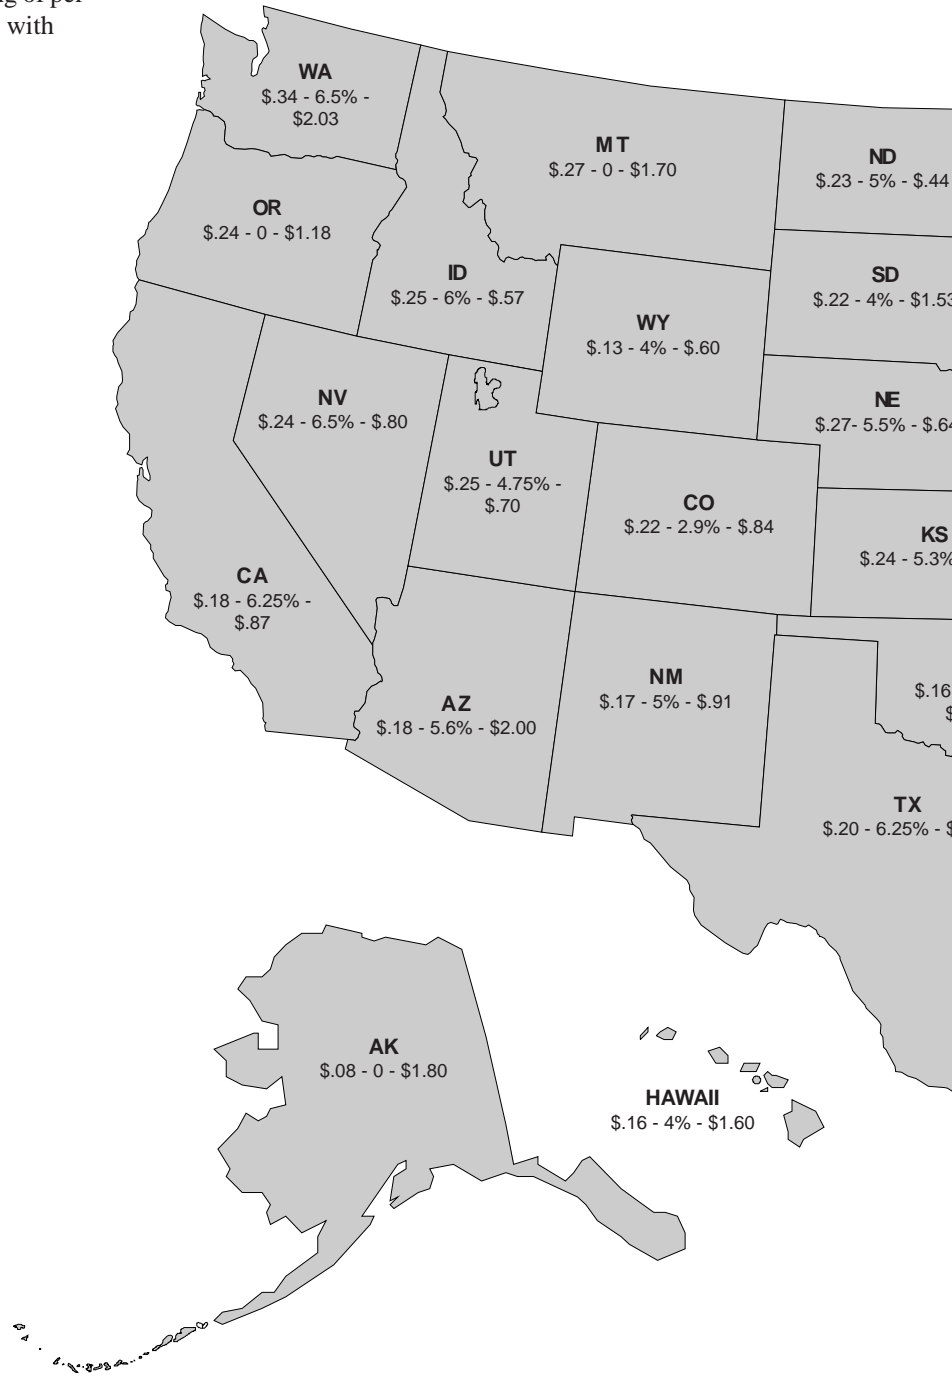 g of per
with
WA
$.34 - 6.5% -
$2.03
MT
$.27 - 0 - $1.70
ND
$.23 - 5% - $.44
OR
$.24 - 0 - $1.18
ID
$.25 - 6% - $.57
SD
$.22 - 4% - $1.53
WY
$.13 - 4% - $.60
NV
$.24 - 6.5% - $.80
NE
$.27- 5.5% - $.64
UT
$.25 - 4.75% -
$.70
CO
$.22 - 2.9% - $.84
KS
$.24 - 5.3%
CA
$.18 - 6.25% -
$.87
AZ
$.18 - 5.6% - $2.00
NM
$.17 - 5% - $.91
$.16
$
TX
$.20 - 6.25% - $
AK
$.08 - 0 - $1.80
HAWAII
$.16 - 4% - $1.60